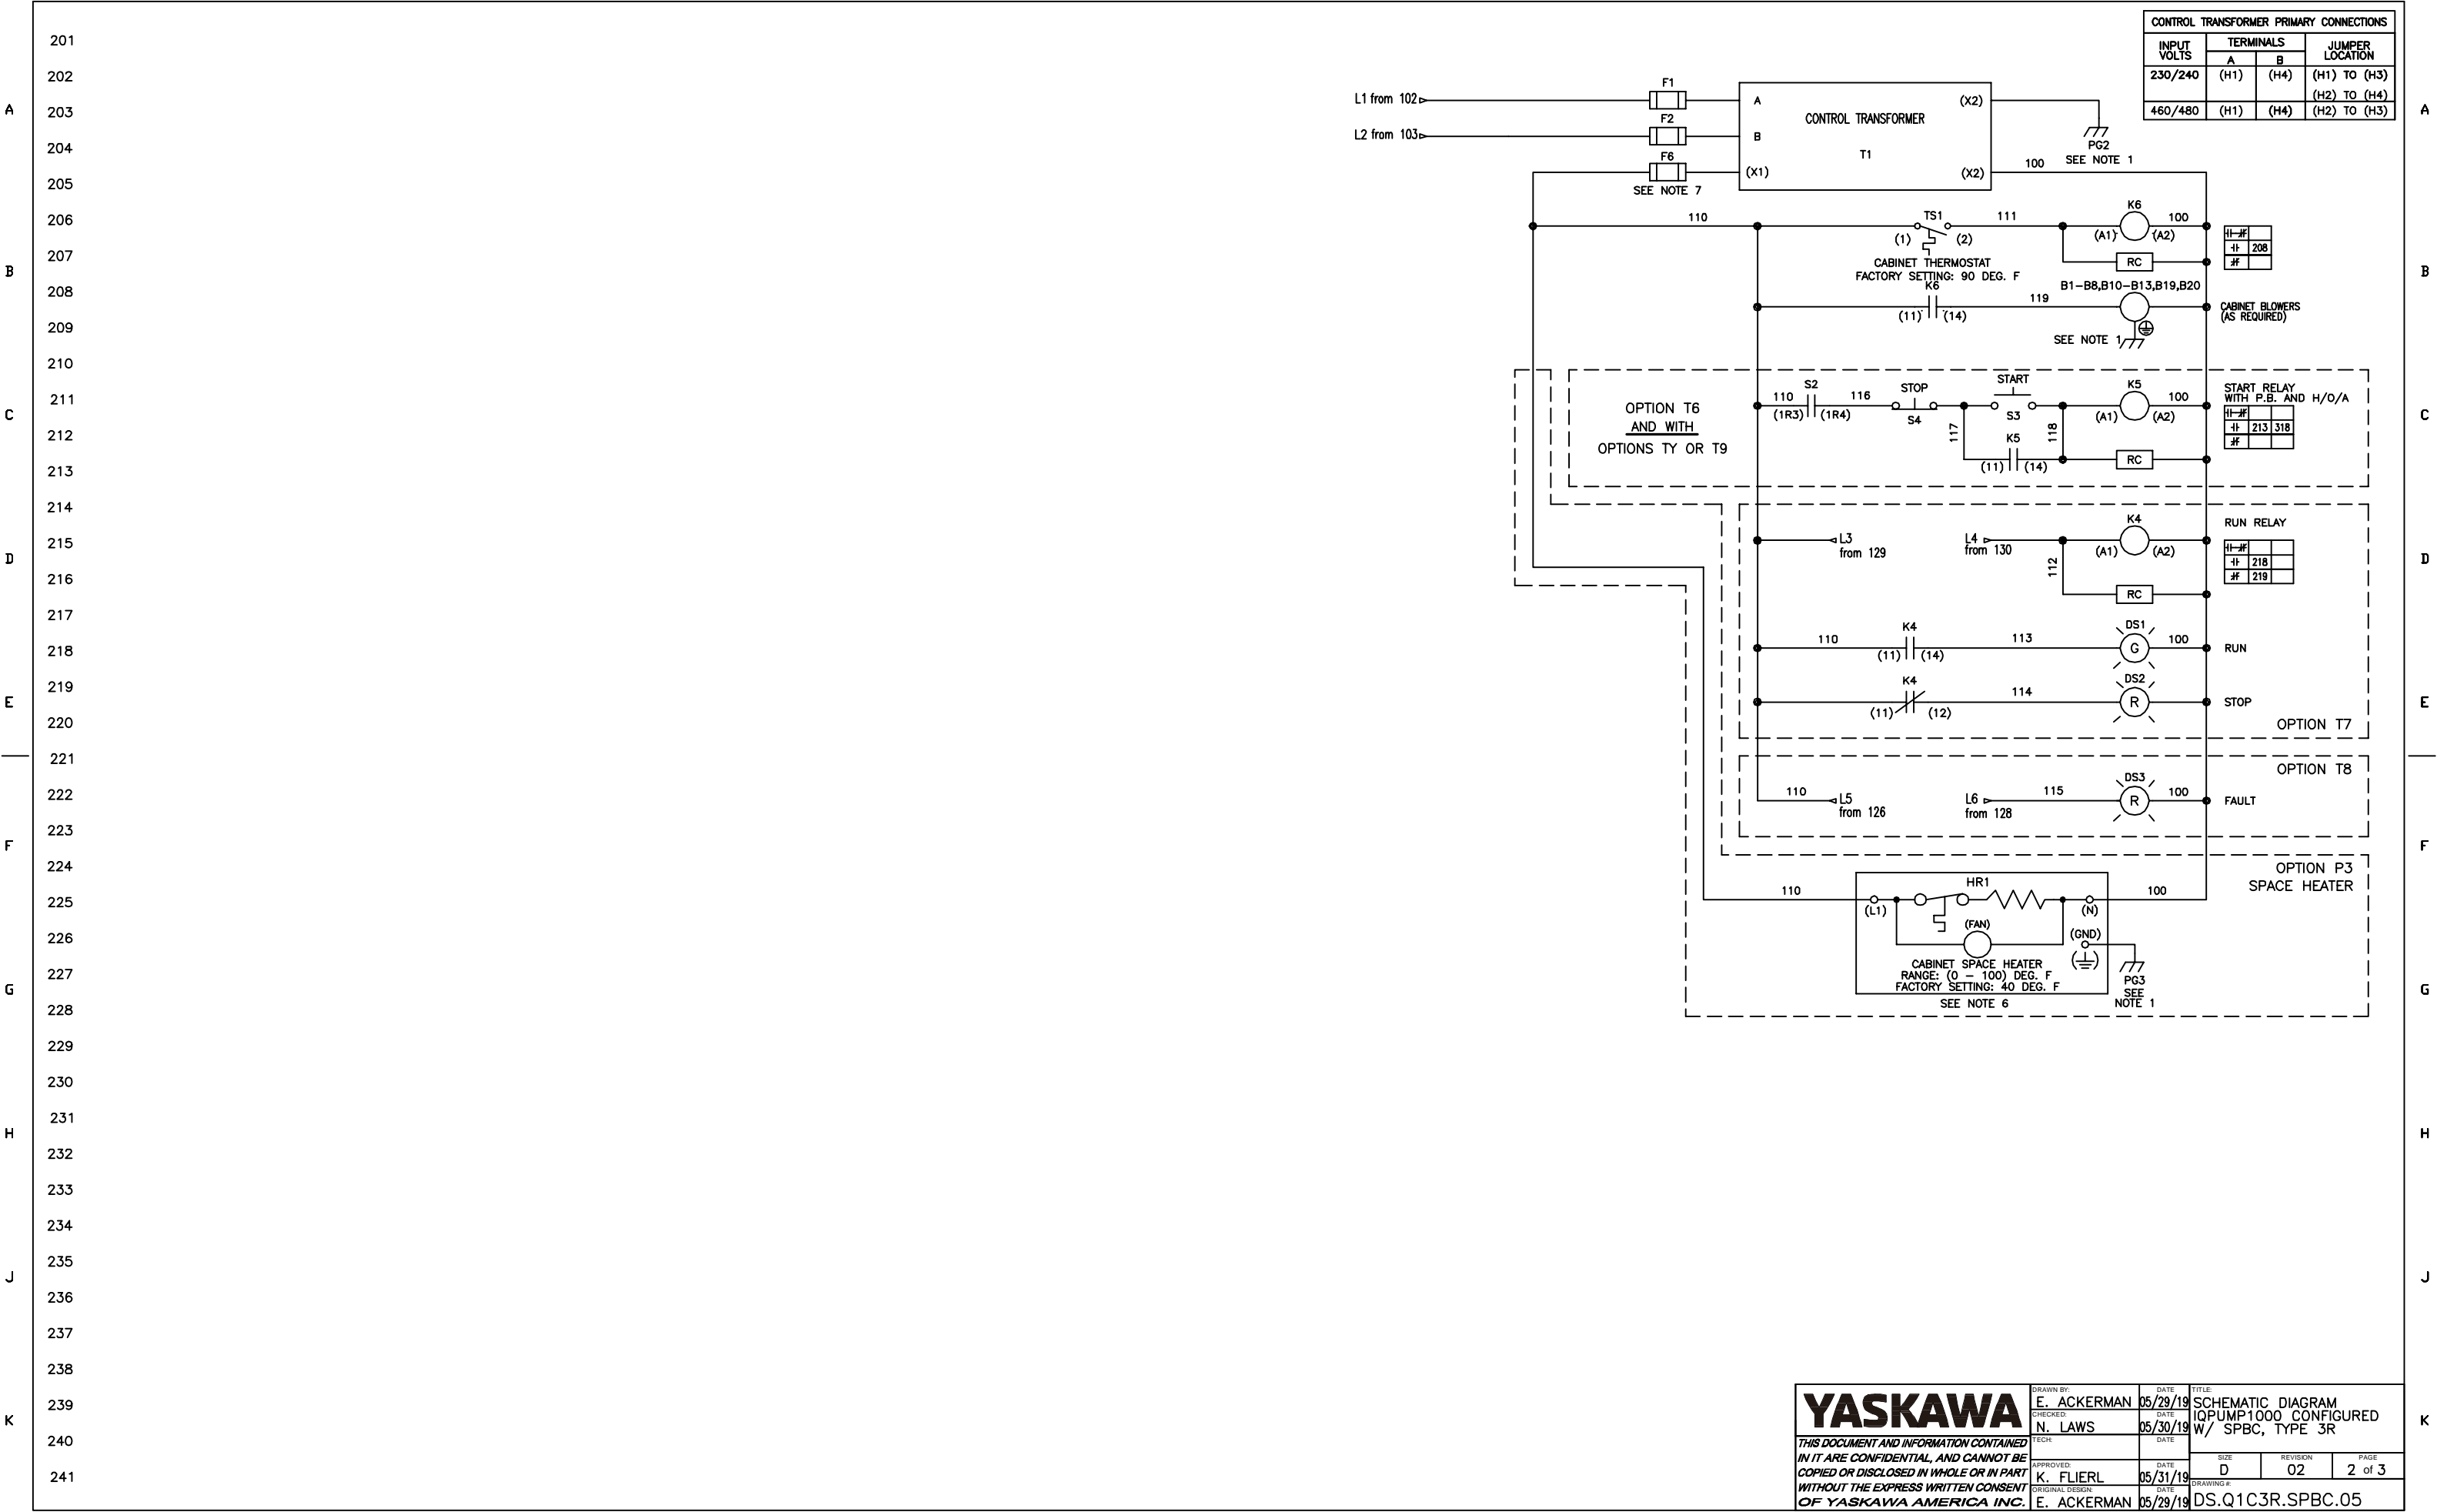 CONTROL TRANSFORMER PRIMARY CONNECTIONS
INPUT VOLTS
TERMINALS
JUMPER LOCATION
A B
230/240 (H1) (H4) (H1) TO (H3)
(H2) TO (H4)
460/480 (H1) (H4) (H2) TO (H3)
201
202
203
204
205
206
207
208
209
210
211
212
213
214
215
216
217
218
219
220
221
222
223
224
225
226
227
228
229
230
231
232
233
234
235
236
237
238
239
240
241
A
B
C
D
E
F
G
H
J
K
A
B
C
D
E
F
G
H
J
K
L1 from 102
F1
A
(X2)
CONTROL TRANSFORMER
L2 from 103
F2
B
T1
PG2
SEE NOTE 1
F6
(X1)
(X2)
100
SEE NOTE 7
110
TS1
(1) (2)
111
K6
(A1) (A2)
100
208
CABINET THERMOSTAT
FACTORY SETTING: 90 DEG. F
RC
K6
(11) (14)
119
B1-B8,B10-B13,B19,B20
CABINET BLOWERS
(AS REQUIRED)
SEE NOTE 1
OPTION T6
AND WITH
OPTIONS TY OR T9
110
S2
(1R3) (1R4)
116
STOP
S4
START
S3
117
118
K5
(11) (14)
K5
(A1) (A2)
100
RC
START RELAY
WITH P.B. AND H/O/A
213 318
L3
from 129
L4
from 130
112
K4
(A1) (A2)
RC
RUN RELAY
218
219
110
K4
(11) (14)
113
DS1
G
100
RUN
K4
(11) (12)
114
DS2
R
STOP
OPTION T7
OPTION T8
110
L5
from 126
L6
from 128
115
DS3
R
100
FAULT
OPTION P3
SPACE HEATER
110
HR1
100
(L1)
(N)
(FAN)
(GND)
CABINET SPACE HEATER
RANGE: (0 – 100) DEG. F
FACTORY SETTING: 40 DEG. F
SEE NOTE 6
PG3
SEE
NOTE 1
YASKAWA
THIS DOCUMENT AND INFORMATION CONTAINED
IN IT ARE CONFIDENTIAL, AND CANNOT BE
COPIED OR DISCLOSED IN WHOLE OR IN PART
WITHOUT THE EXPRESS WRITTEN CONSENT
OF YASKAWA AMERICA INC.
DRAWN BY: DATE
E. ACKERMAN 05/29/19
CHECKED: DATE
N. LAWS 05/30/19
TECH: DATE
APPROVED: DATE
K. FLIERL 05/31/19
ORIGINAL DESIGN: DATE
E. ACKERMAN 05/29/19
TITLE:
SCHEMATIC DIAGRAM
IQPUMP1000 CONFIGURED
W/ SPBC, TYPE 3R
SIZE REVISION PAGE
D 02 2 of 3
DRAWING #:
DS.Q1C3R.SPBC.05